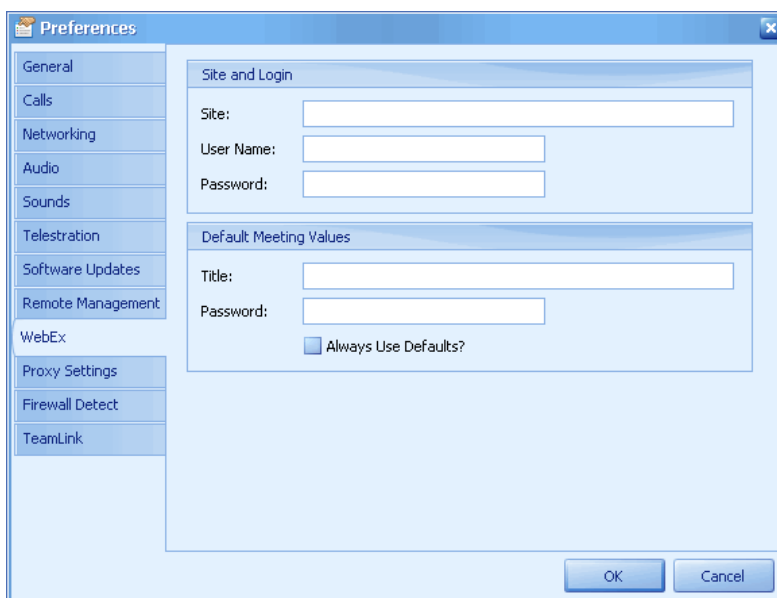 Preferences
General
Calls
Networking
Audio
Sounds
Telestration
Software Updates
Remote Management
WebEx
Proxy Settings
Firewall Detect
TeamLink
Site and Login
Site:
User Name:
Password:
Default Meeting Values
Title:
Password:
Always Use Defaults?
OK Cancel